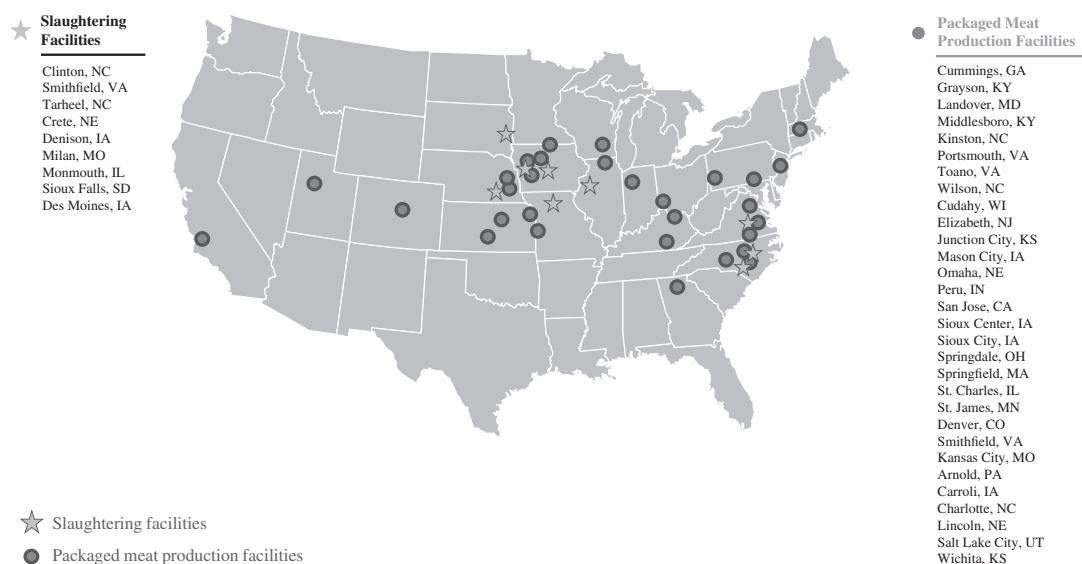 Slaughtering
Facilities
Clinton, NC
Smithfield, VA
Tarheel, NC
Crete, NE
Denison, IA
Milan, MO
Monmouth, IL
Sioux Falls, SD
Des Moines, IA
Packaged Meat
Production Facilities
Cummings, GA
Grayson, KY
Landover, MD
Middlesboro, KY
Kinston, NC
Portsmouth, VA
Toano, VA
Wilson, NC
Cudahy, WI
Elizabeth, NJ
Junction City, KS
Mason City, IA
Omaha, NE
Peru, IN
San Jose, CA
Sioux Center, IA
Sioux City, IA
Springdale, OH
Springfield, MA
St. Charles, IL
St. James, MN
Denver, CO
Smithfield, VA
Kansas City, MO
Arnold, PA
Carroli, IA
Charlotte, NC
Lincoln, NE
Salt Lake City, UT
Wichita, KS
Slaughtering facilities
Packaged meat production facilities